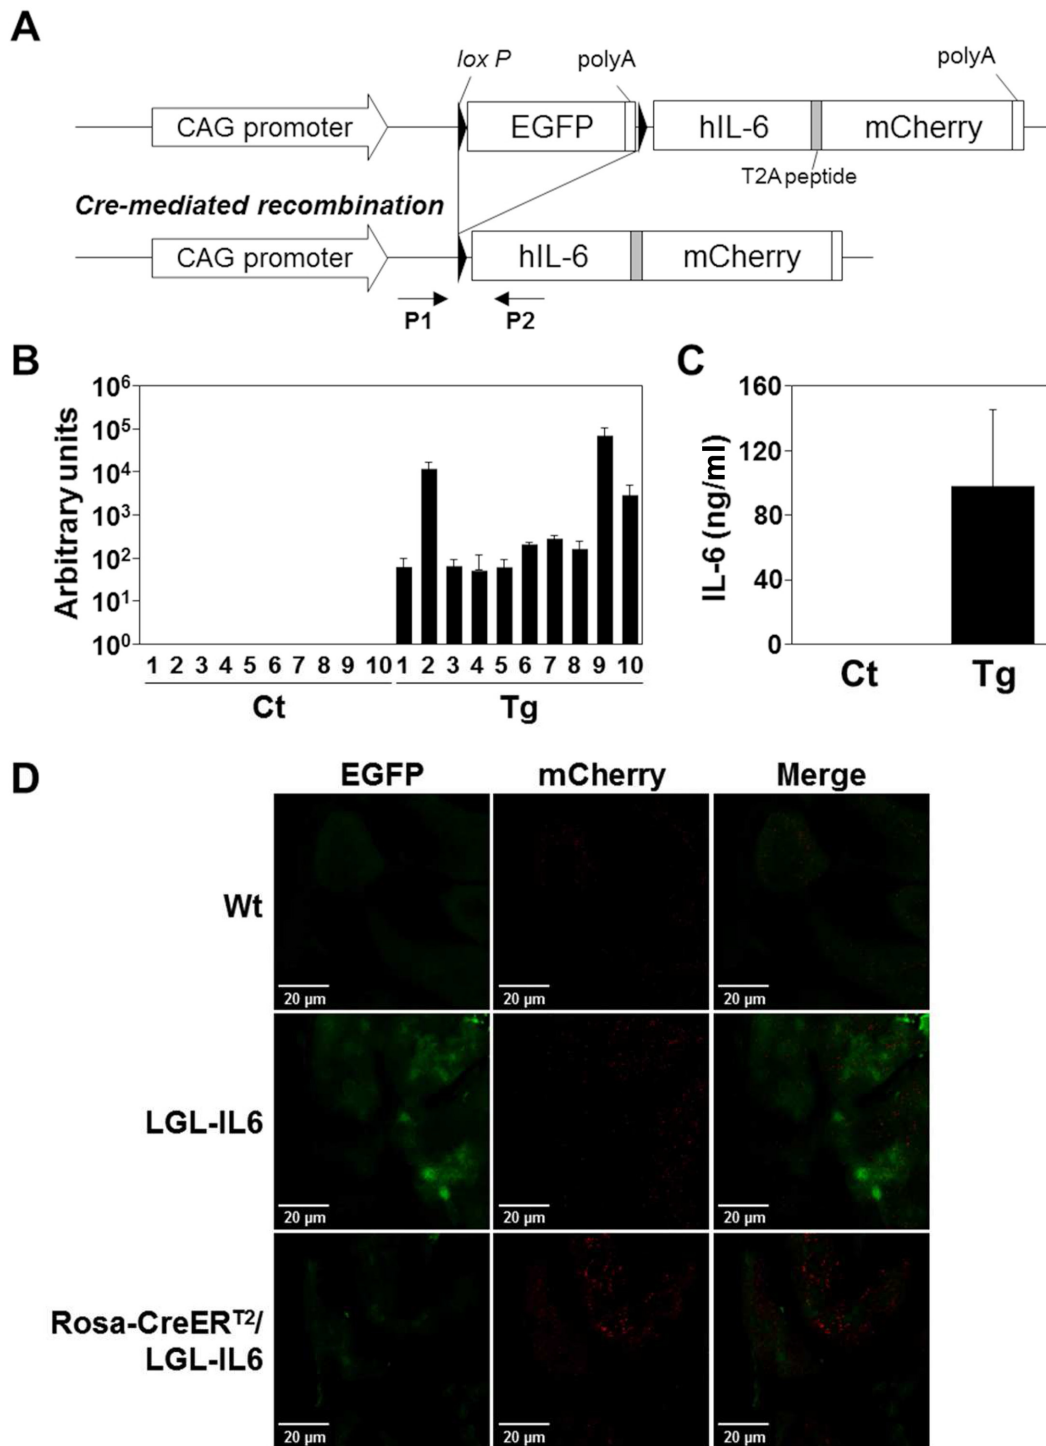 A
lox P
polyA
polyA
CAG promoter
EGFP
hIL-6
mCherry
T2A peptide
Cre-mediated recombination
CAG promoter
hIL-6
mCherry
P1
P2
B
Arbitrary units
10⁶
10⁵
10⁴
10³
10²
10¹
10⁰
1 2 3 4 5 6 7 8 9 10 1 2 3 4 5 6 7 8 9 10
Ct Tg
C
IL-6 (ng/ml)
160
120
80
40
0
Ct Tg
D
EGFP mCherry Merge
Wt
20 µm 20 µm 20 µm
LGL-IL6
20 µm 20 µm 20 µm
Rosa-CreERᵀ²/
LGL-IL6
20 µm 20 µm 20 µm